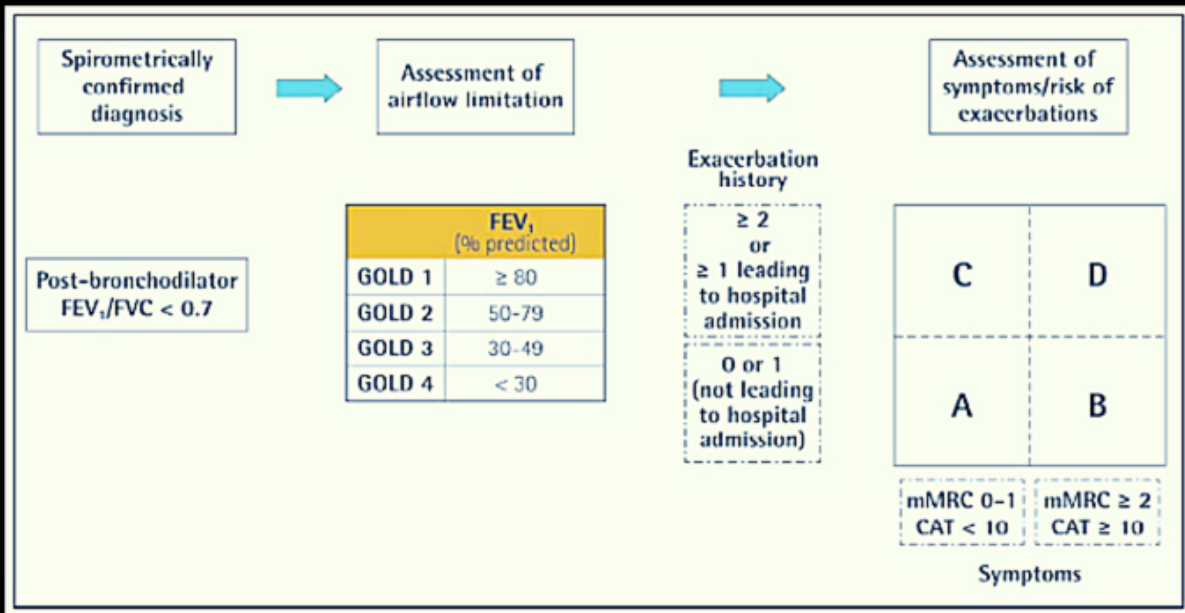 Spirometrically
confirmed
diagnosis
Assessment of
airflow limitation
Assessment of
symptoms/risk of
exacerbations
Post-bronchodilator
FEV₁/FVC < 0.7
FEV₁
(% predicted)
GOLD 1 ≥ 80
GOLD 2 50-79
GOLD 3 30-49
GOLD 4 < 30
Exacerbation
history
≥ 2
or
≥ 1 leading
to hospital
admission
0 or 1
(not leading
to hospital
admission)
C D
A B
mMRC 0-1
CAT < 10
mMRC ≥ 2
CAT ≥ 10
Symptoms